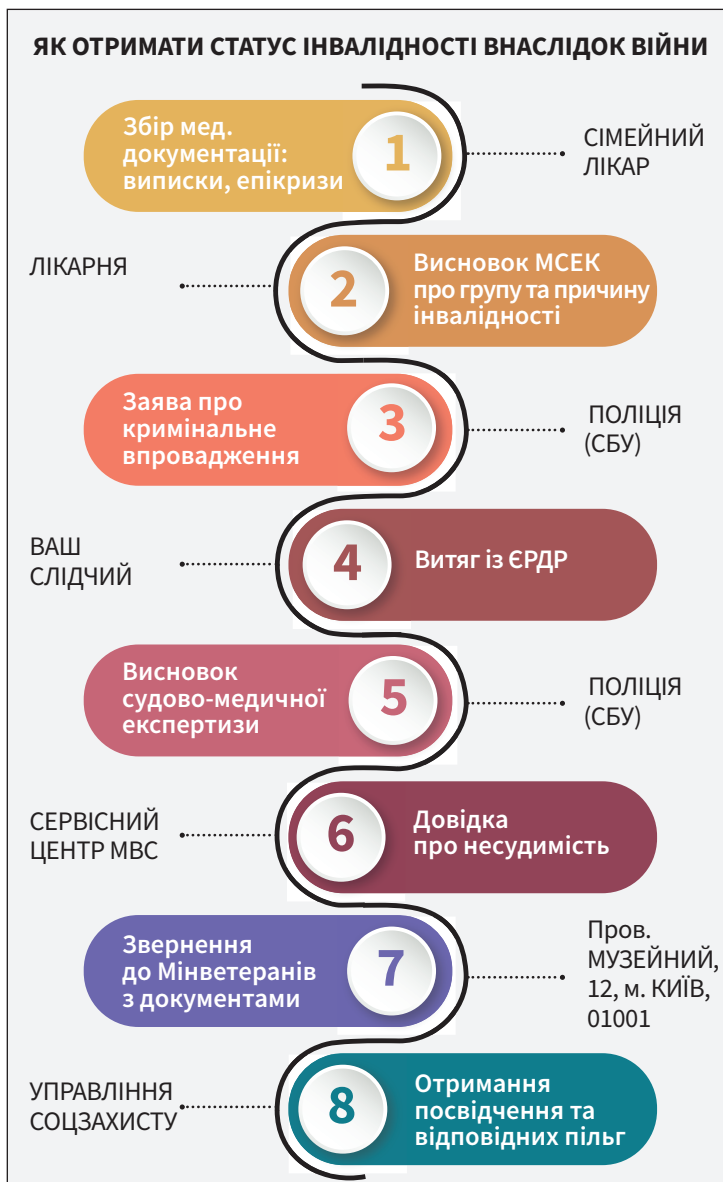 ЯК ОТРИМАТИ СТАТУС ІНВАЛІДНОСТІ ВНАСЛІДОК ВІЙНИ
Збір мед.
документації:
виписки, епікризи
1
СІМЕЙНИЙ
ЛІКАР
ЛІКАРНЯ
2
Висновок МСЕК
про групу та причину
інвалідності
Заява про
кримінальне
впровадження
3
ПОЛІЦІЯ
(СБУ)
ВАШ
СЛІДЧИЙ
4
Витяг із ЄРДР
Висновок
судово-медичної
експертизи
5
ПОЛІЦІЯ
(СБУ)
СЕРВІСНИЙ
ЦЕНТР МВС
6
Довідка
про несудимість
Звернення
до Мінветеранів
з документами
7
Пров.
МУЗЕЙНИЙ,
12, м. КИЇВ,
01001
УПРАВЛІННЯ
СОЦЗАХИСТУ
8
Отримання
посвідчення та
відповідних пільг